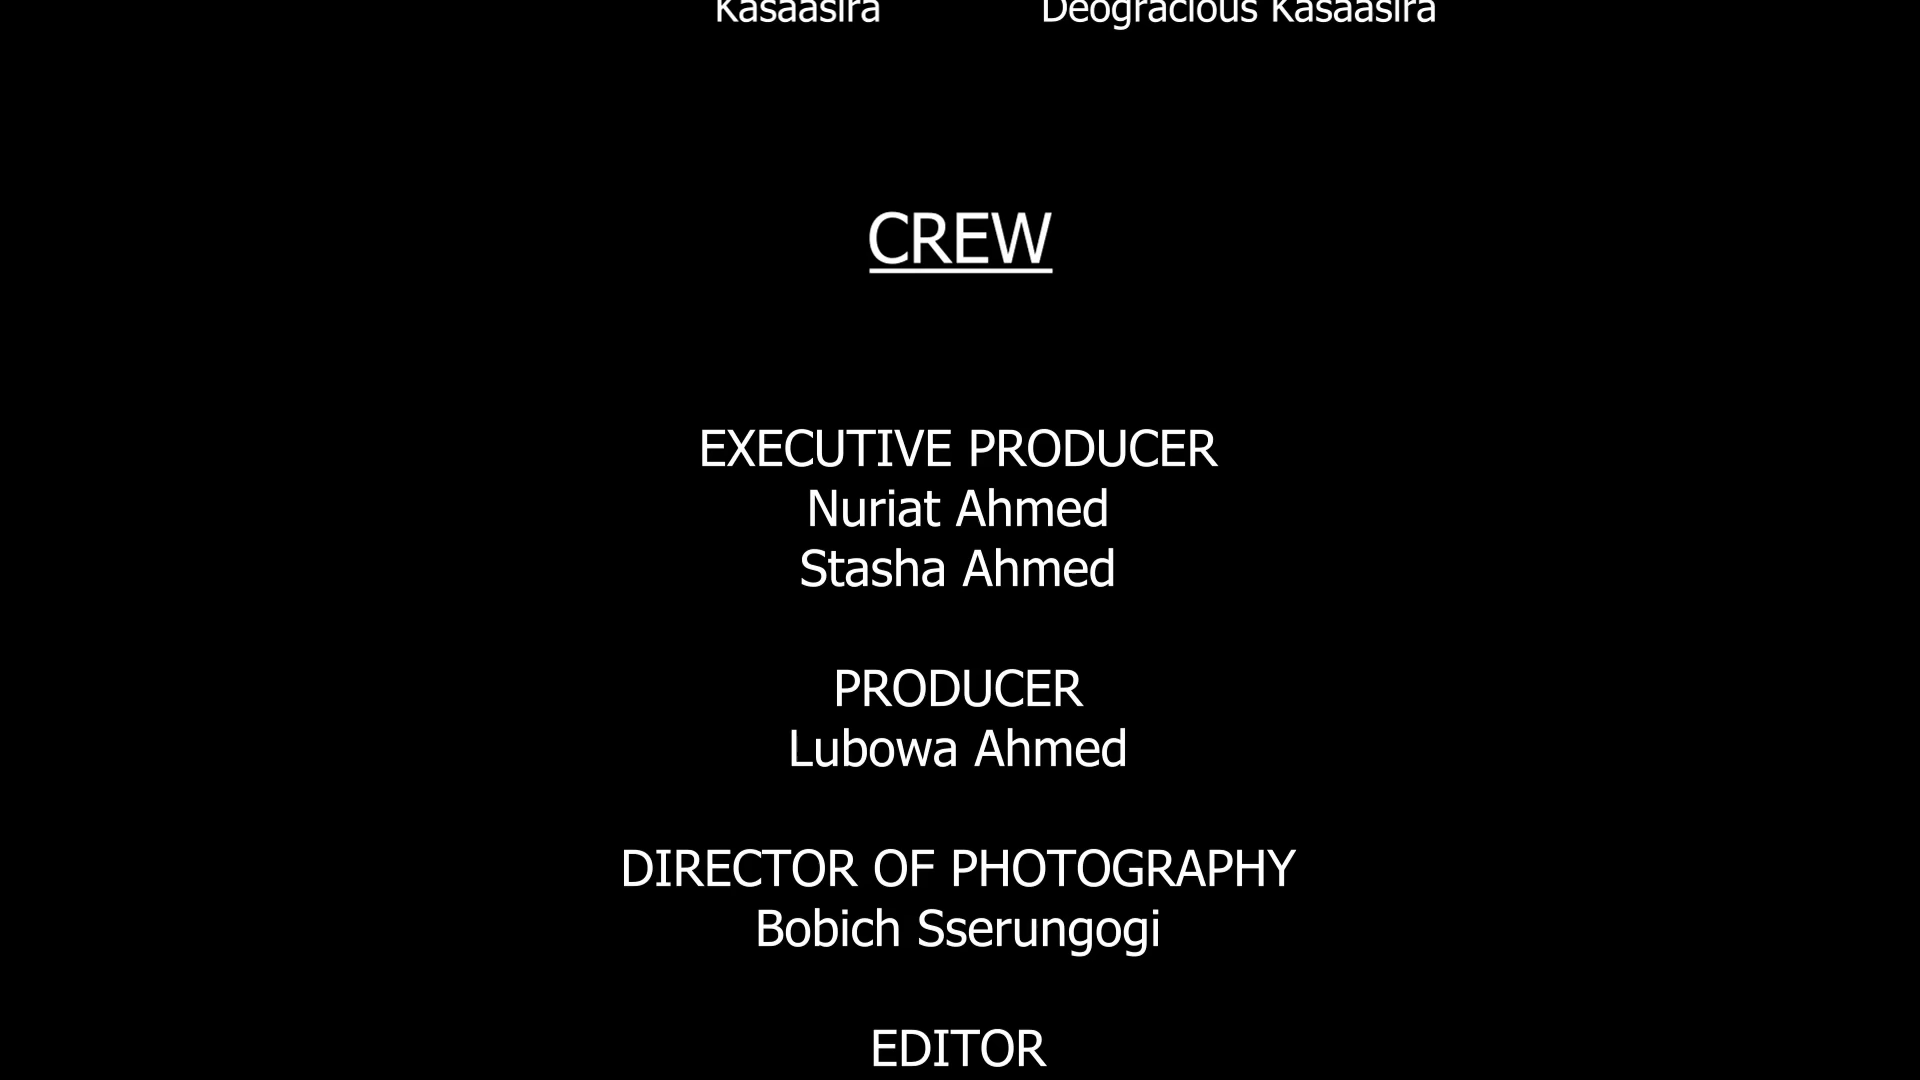 Kasaasira Deogracious Kasaasira
CREW
EXECUTIVE PRODUCER
Nuriat Ahmed
Stasha Ahmed
PRODUCER
Lubowa Ahmed
DIRECTOR OF PHOTOGRAPHY
Bobich Sserungogi
EDITOR